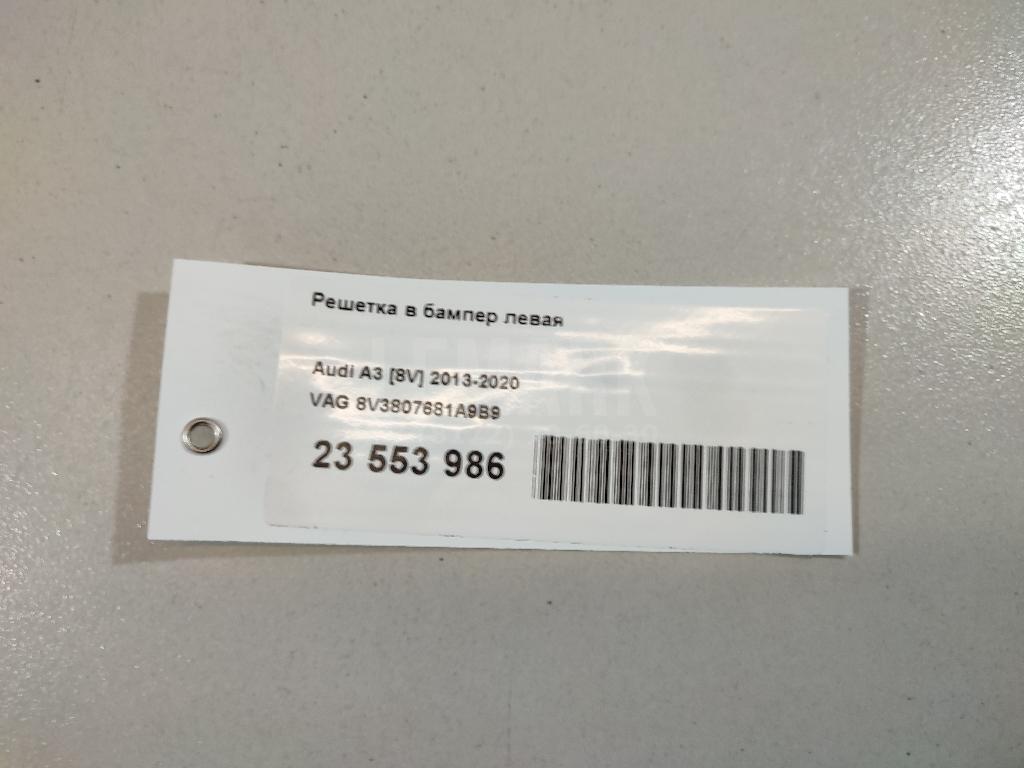 Решетка в бампер левая
Audi A3 [8V] 2013-2020
VAG 8V3807681A9B9
23 553 986